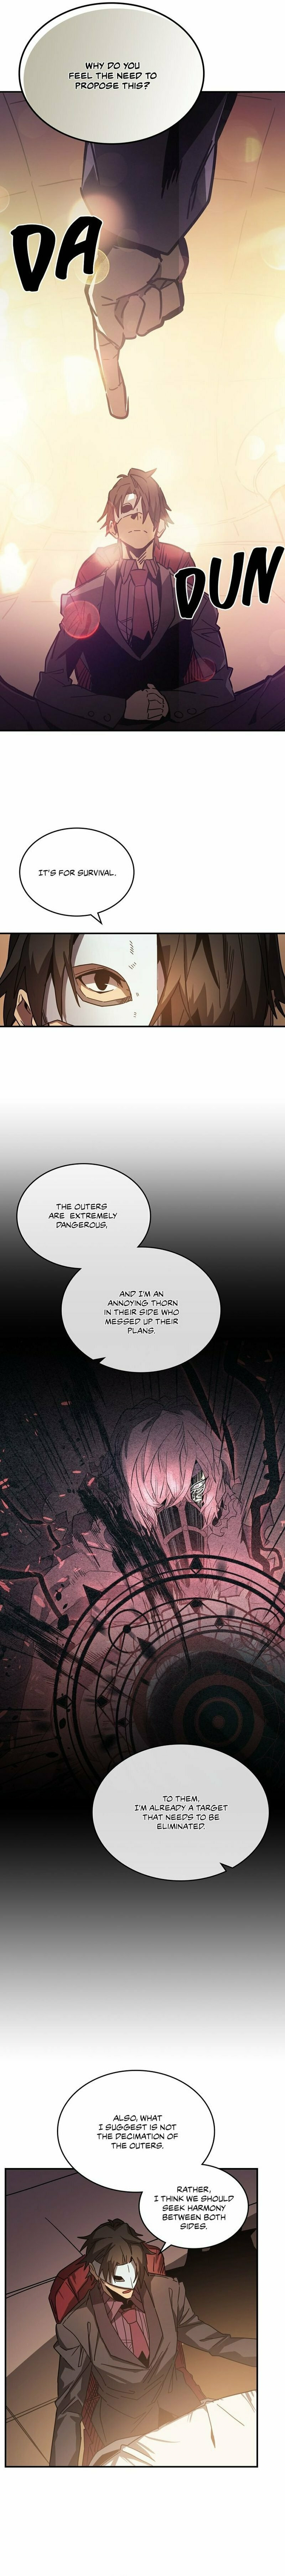 WHY DO YOU
FEEL THE NEED TO
PROPOSE THIS?
DA
DUN
IT'S FOR SURVIVAL.
THE OUTERS
ARE EXTREMELY
DANGEROUS,
AND I'M AN
ANNOYING THORN
IN THEIR SIDE WHO
MESSED UP THEIR
PLANS.
TO THEM,
I'M ALREADY A TARGET
THAT NEEDS TO BE
ELIMINATED.
ALSO, WHAT
I SUGGEST IS NOT
THE DECIMATION OF
THE OUTERS.
RATHER,
I THINK WE SHOULD
SEEK HARMONY
BETWEEN BOTH
SIDES.